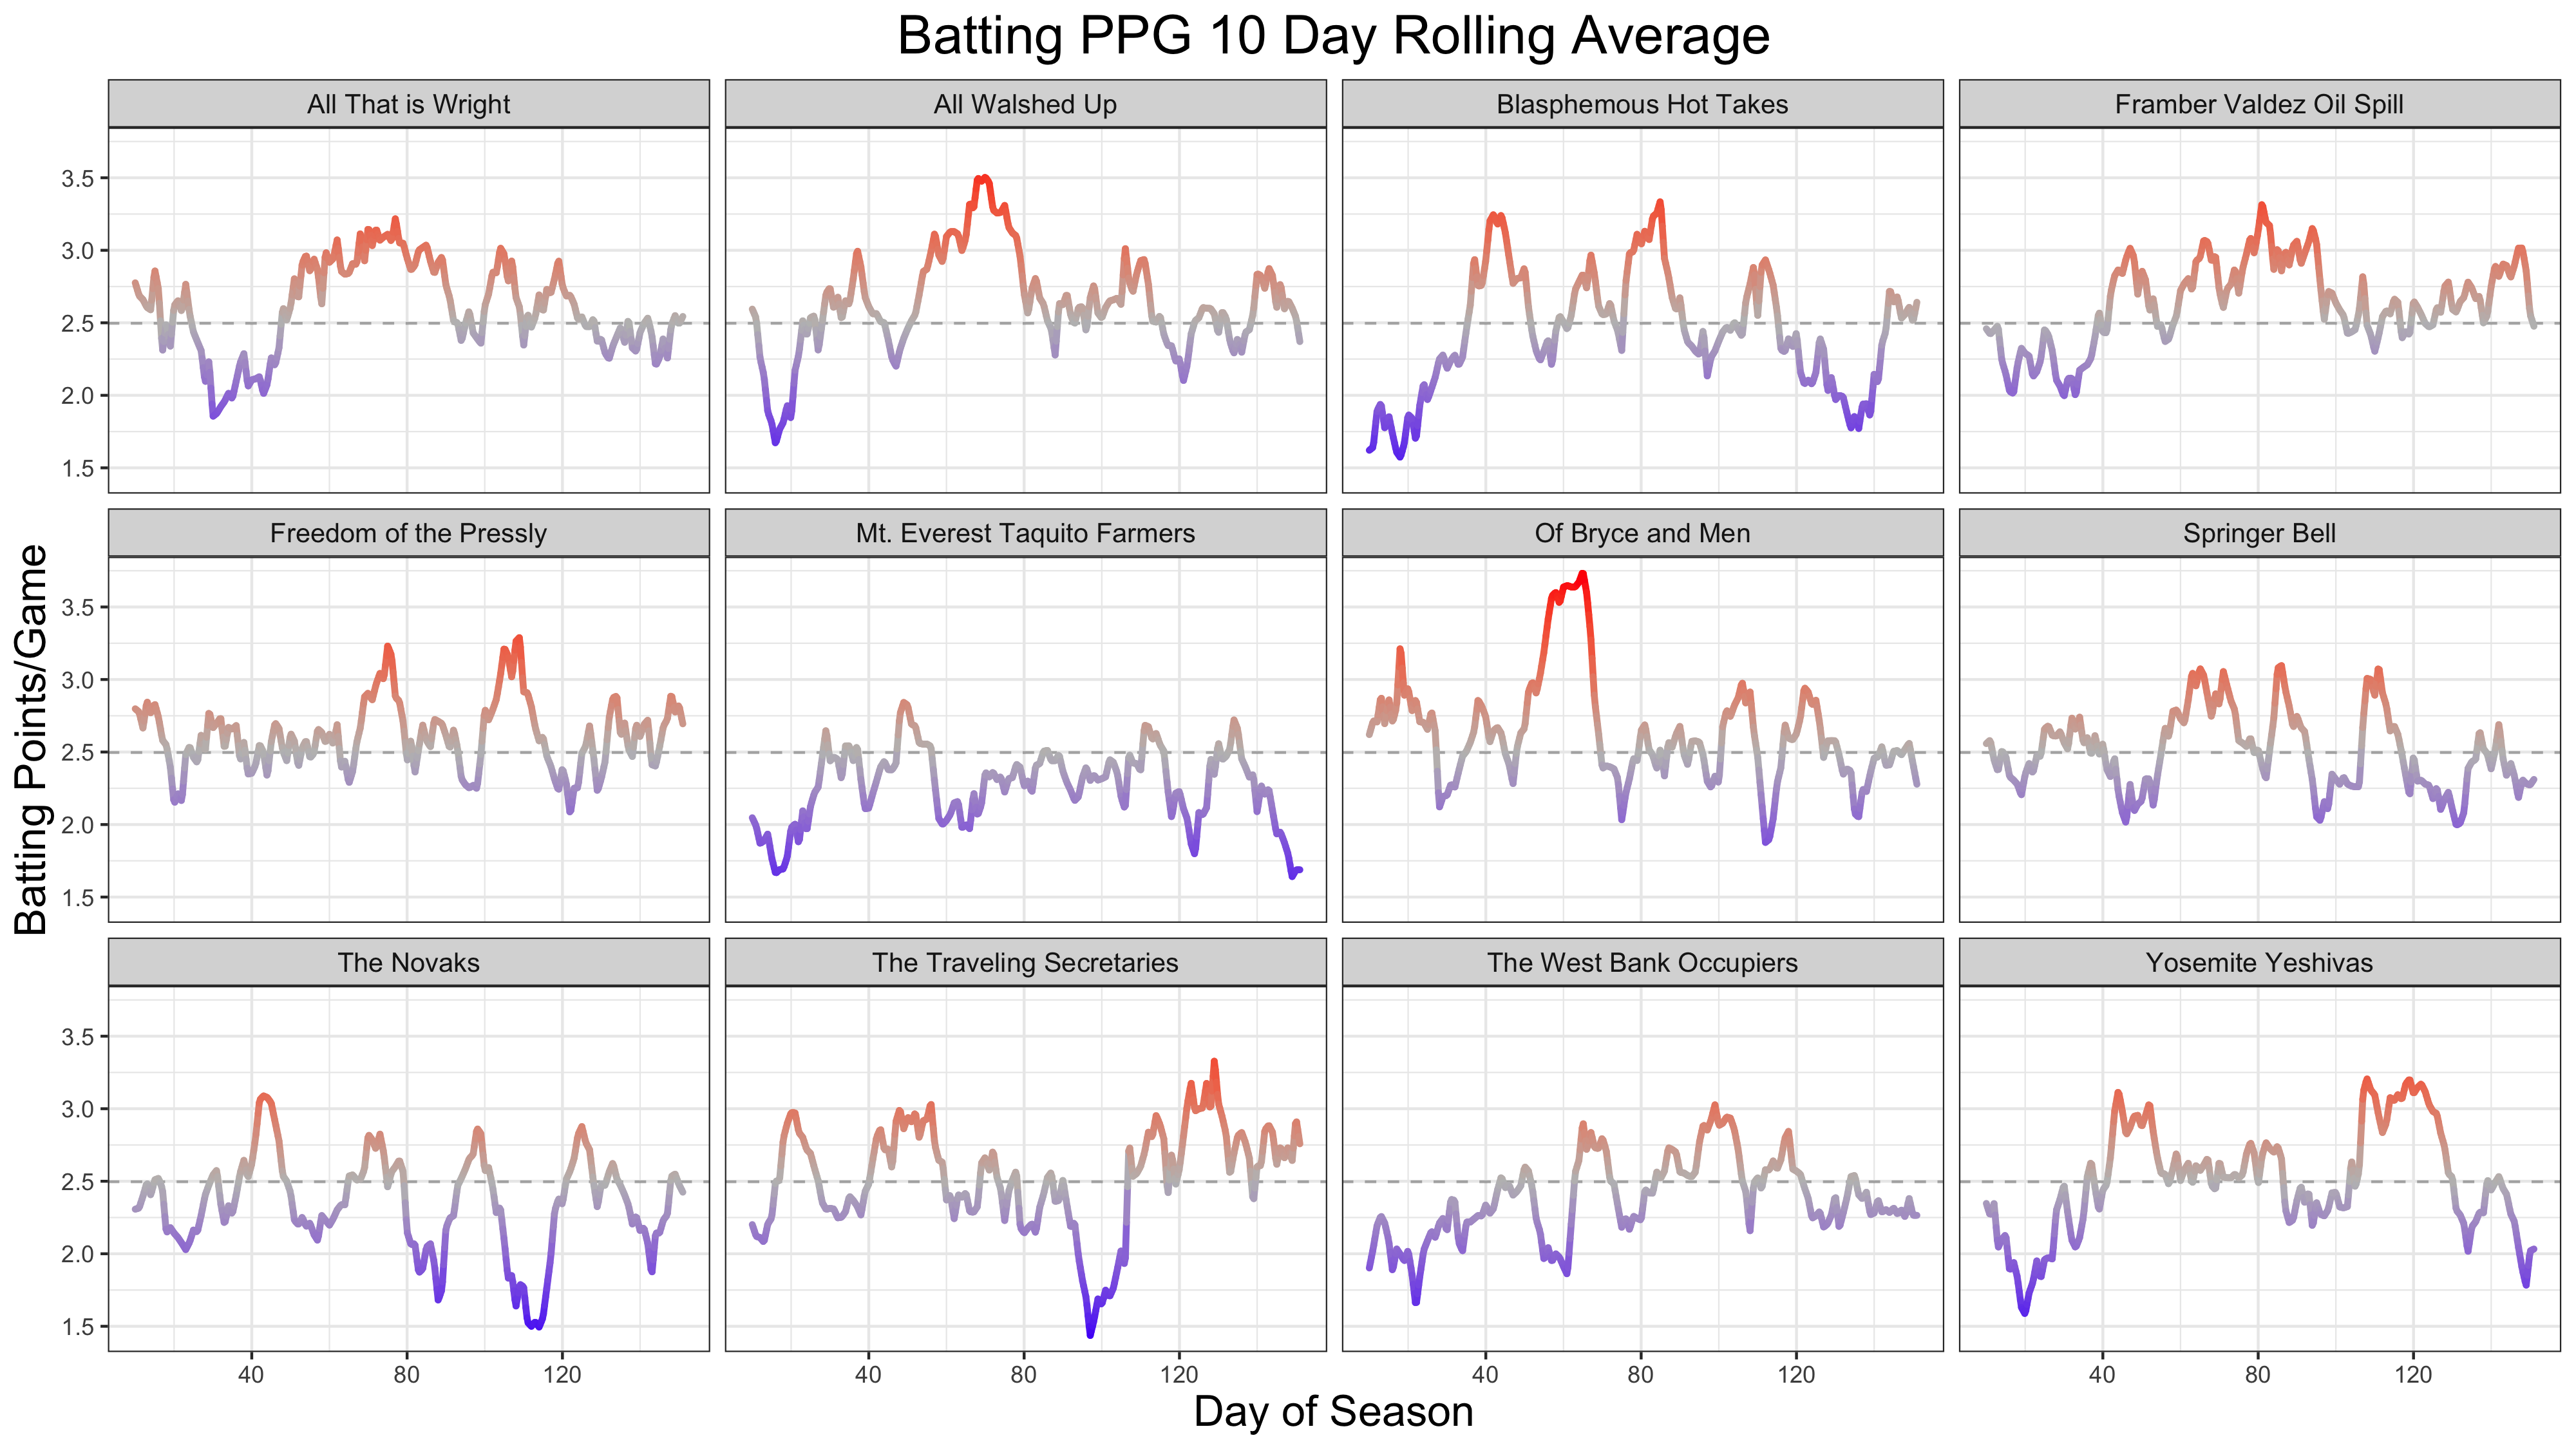 Batting PPG 10 Day Rolling Average
All That is Wright
All Walshed Up
Blasphemous Hot Takes
Framber Valdez Oil Spill
3.5
3.0
2.5
2.0
1.5
Freedom of the Pressly
Mt. Everest Taquito Farmers
Of Bryce and Men
Springer Bell
3.5
3.0
2.5
2.0
1.5
Batting Points/Game
The Novaks
The Traveling Secretaries
The West Bank Occupiers
Yosemite Yeshivas
3.5
3.0
2.5
2.0
1.5
40 80 120 40 80 120 40 80 120 40 80 120
Day of Season